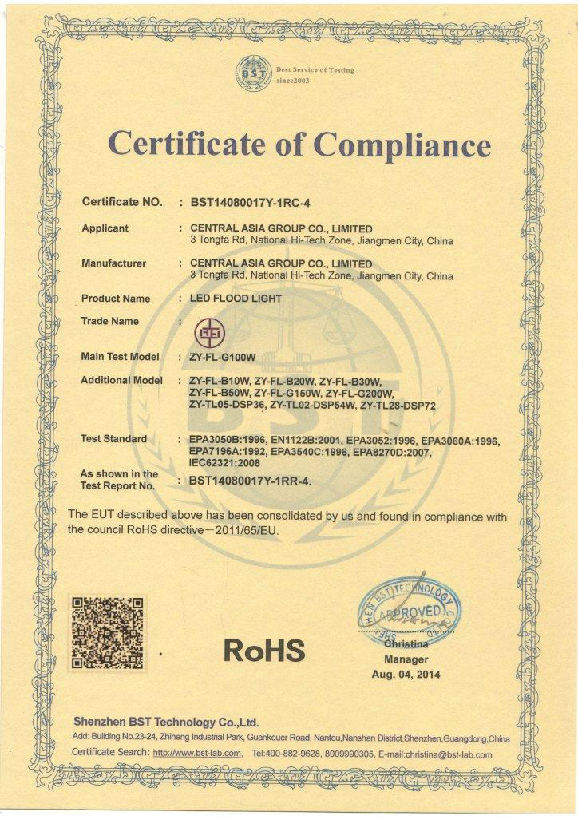 BST
Best Service of Testing
since2003
Certificate of Compliance
Certificate NO. : BST14080017Y-1RC-4
Applicant : CENTRAL ASIA GROUP CO., LIMITED
3 Tongfa Rd, National Hi-Tech Zone, Jiangmen City, China
Manufacturer : CENTRAL ASIA GROUP CO., LIMITED
3 Tongfa Rd, National Hi-Tech Zone, Jiangmen City, China
Product Name : LED FLOOD LIGHT
Trade Name :
Main Test Model : ZY-FL-G100W
Additional Model : ZY-FL-B10W, ZY-FL-B20W, ZY-FL-B30W,
ZY-FL-B50W, ZY-FL-G150W, ZY-FL-G200W,
ZY-TL05-DSP36, ZY-TL02-DSP54W, ZY-TL28-DSP72
Test Standard : EPA3050B:1996, EN1122B:2001, EPA3052:1996, EPA3060A:1996,
EPA7196A:1992, EPA3540C:1996, EPA8270D:2007,
IEC62321:2008
As shown in the
Test Report No. : BST14080017Y-1RR-4.
The EUT described above has been consolidated by us and found in compliance with
the council RoHS directive—2011/65/EU.
BST
APPROVED
RoHS
Christina
Manager
Aug. 04, 2014
Shenzhen BST Technology Co.,Ltd.
Add: Building No.23-24, Zhiheng Industrial Park, Guankouer Road, Nantou,Nanshen District,Shenzhen,Guangdong,China
Certificate Search: http://www.bst-lab.com, Tel:400-882-9628, 8009990305, E-mail:christina@bst-lab.com